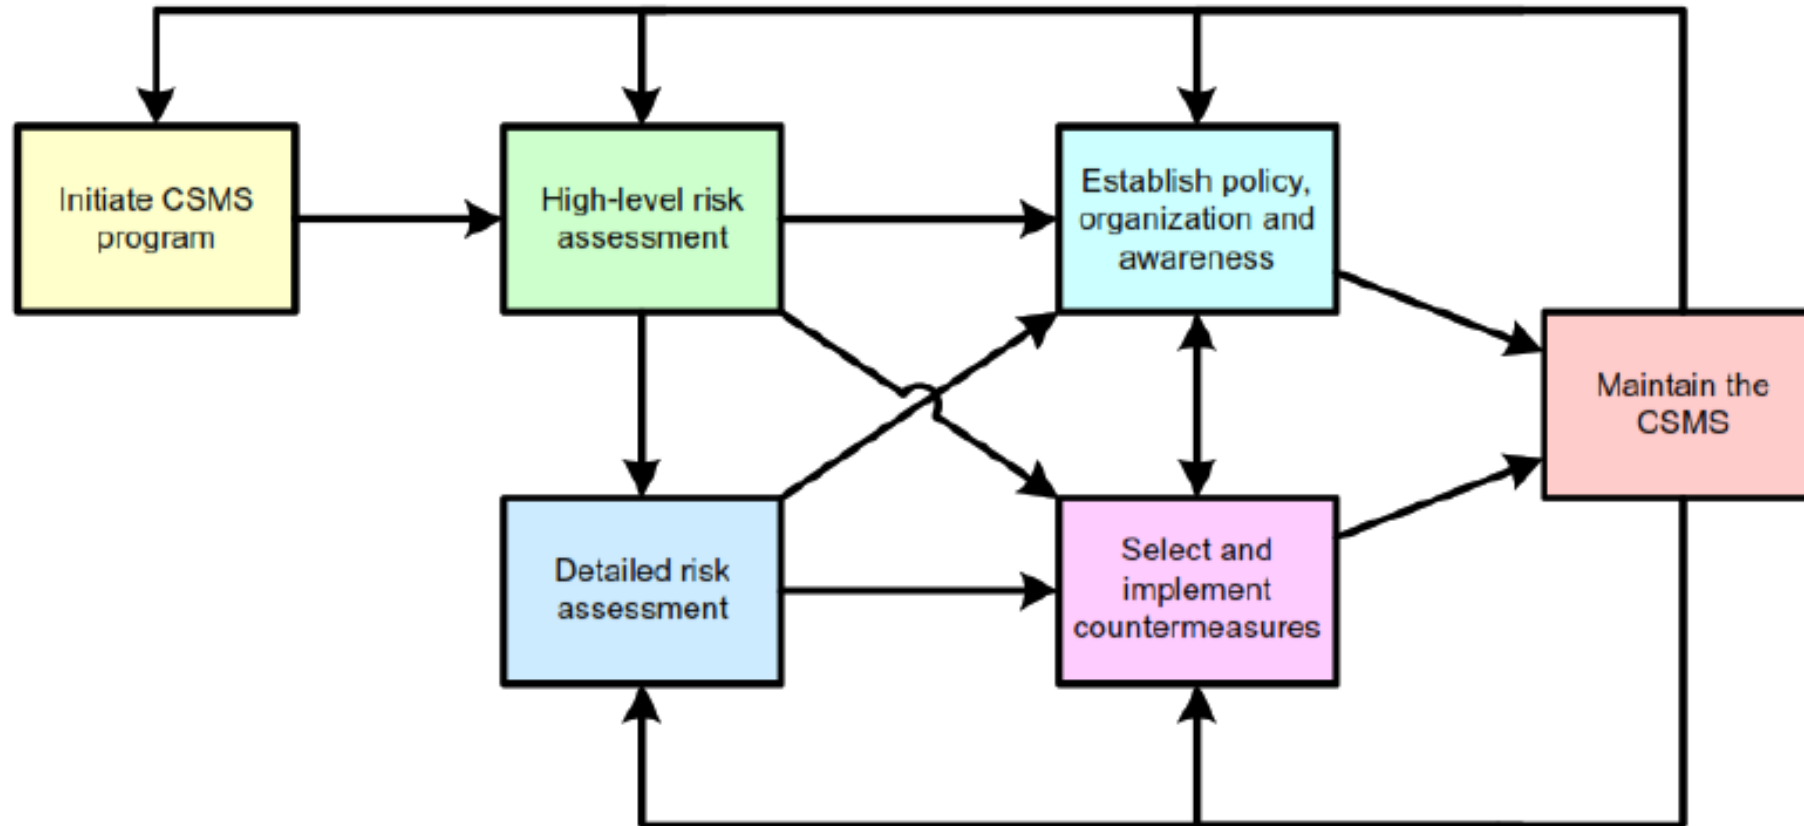 Initiate CSMS
program
High-level risk
assessment
Establish policy,
organization and
awareness
Maintain the
CSMS
Detailed risk
assessment
Select and
implement
countermeasures